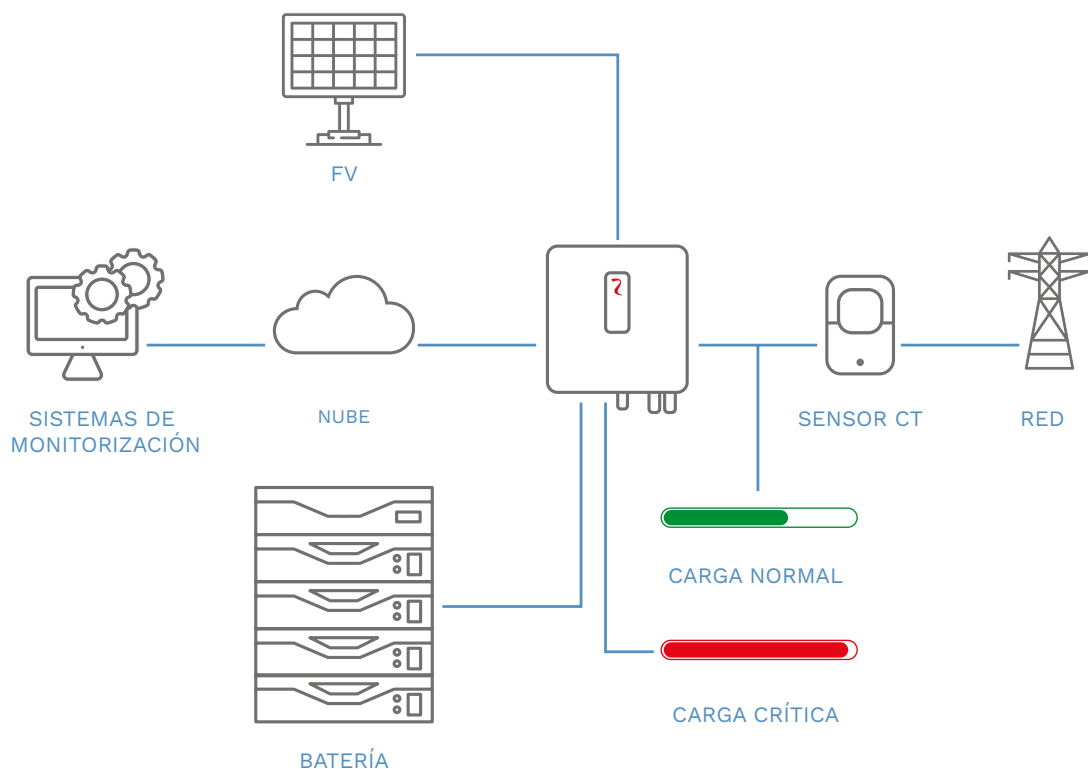 FV
SISTEMAS DE
MONITORIZACIÓN
NUBE
SENSOR CT
RED
CARGA NORMAL
CARGA CRÍTICA
BATERÍA